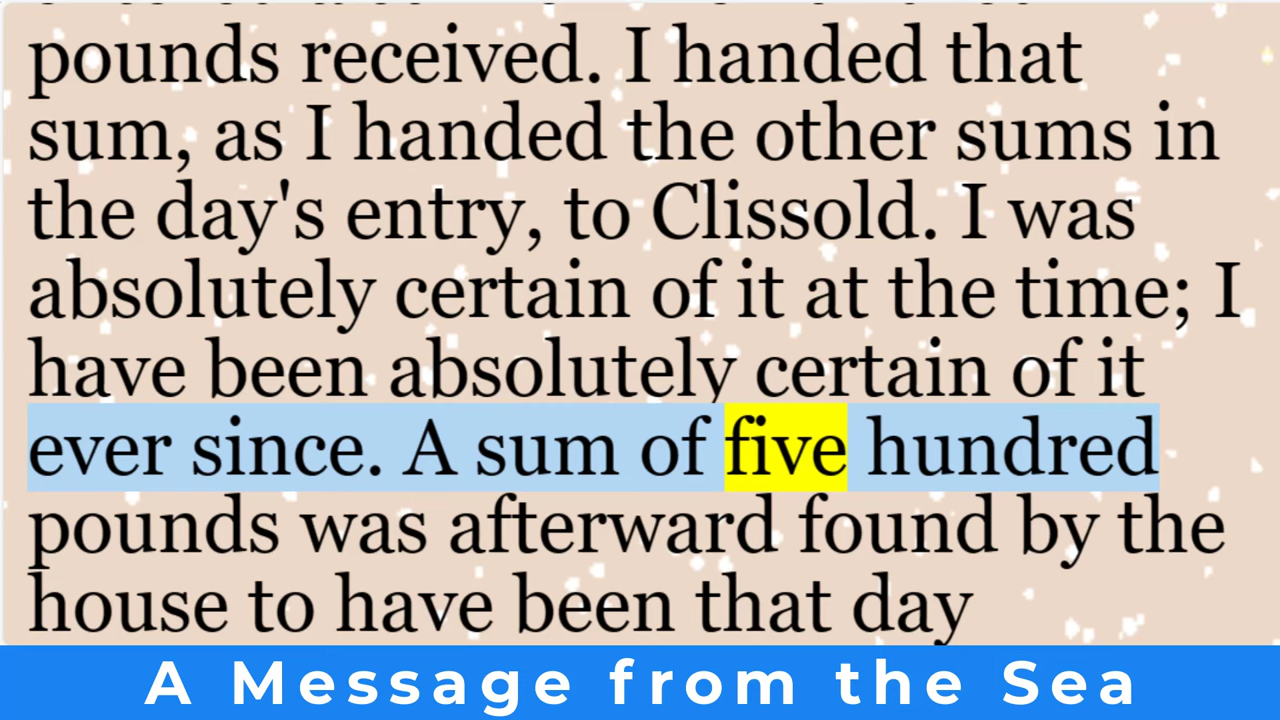 pounds received. I handed that
sum, as I handed the other sums in
the day's entry, to Clissold. I was
absolutely certain of it at the time; I
have been absolutely certain of it
ever since. A sum of five hundred
pounds was afterward found by the
house to have been that day
A Message from the Sea